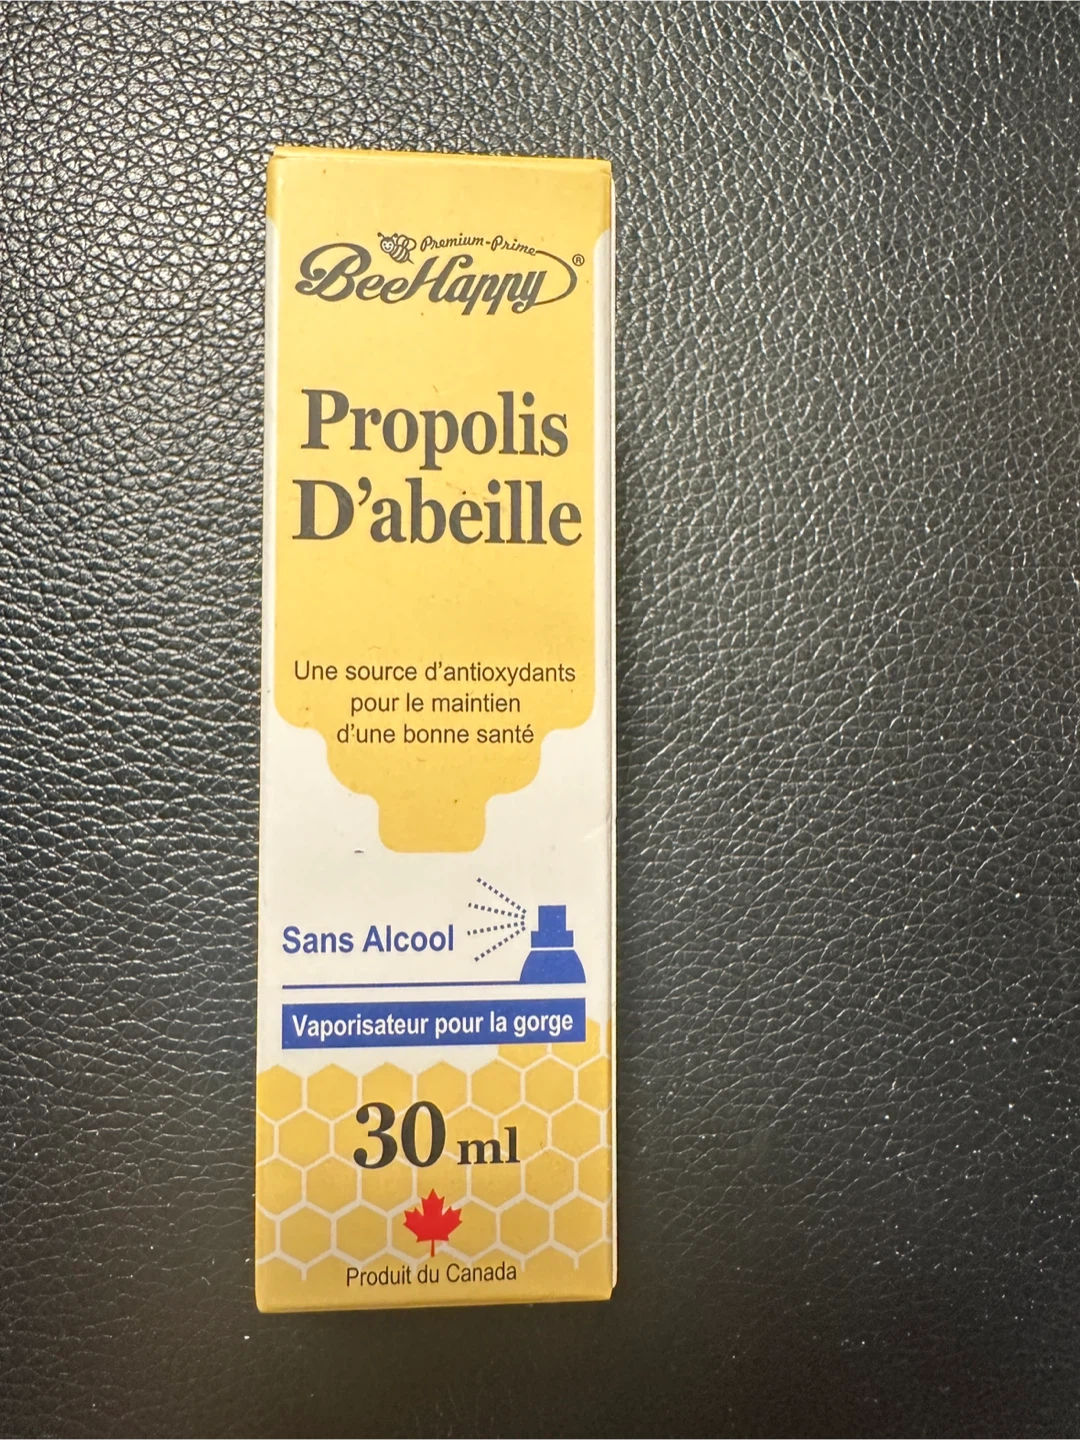 Premium-Prime
BeeHappy®
Propolis
D'abeille
Une source d'antioxydants
pour le maintien
d'une bonne santé
Sans Alcool
Vaporisateur pour la gorge
30 ml
Produit du Canada